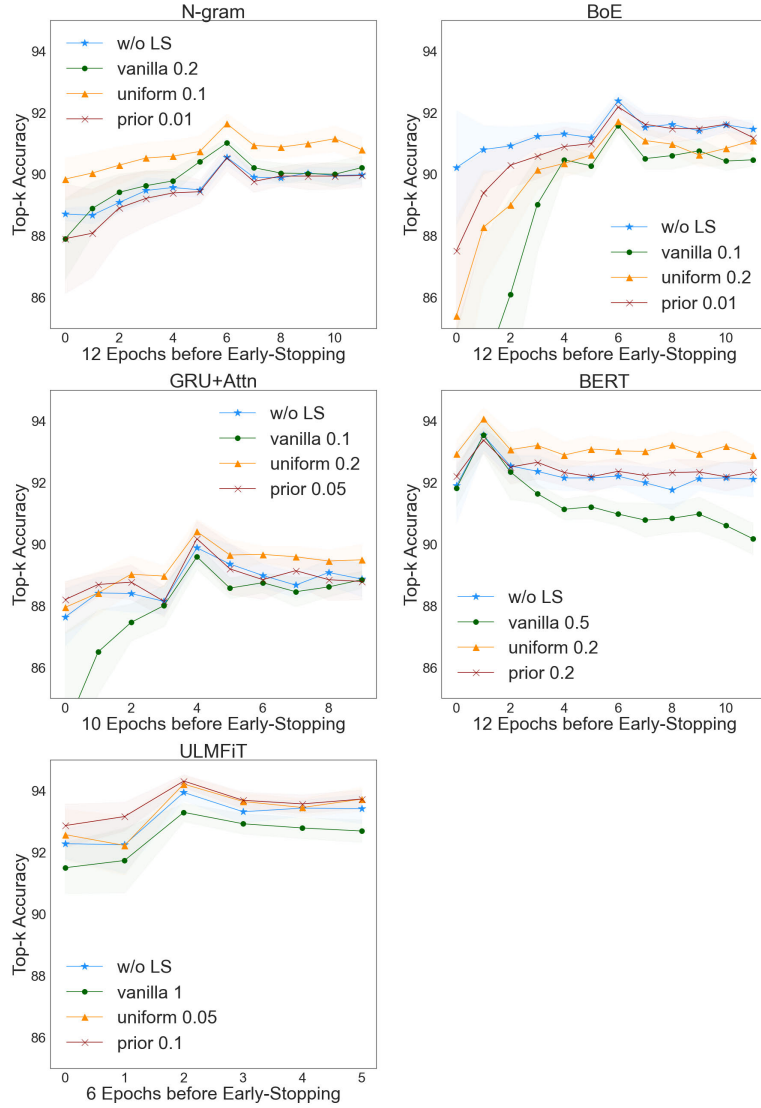 N-gram
94
92
90
88
86
Top-k Accuracy
w/o LS
vanilla 0.2
uniform 0.1
prior 0.01
0 2 4 6 8 10
12 Epochs before Early-Stopping
BoE
94
92
90
88
86
Top-k Accuracy
w/o LS
vanilla 0.1
uniform 0.2
prior 0.01
0 2 4 6 8 10
12 Epochs before Early-Stopping
GRU+Attn
94
92
90
88
86
Top-k Accuracy
w/o LS
vanilla 0.1
uniform 0.2
prior 0.05
0 2 4 6 8
10 Epochs before Early-Stopping
BERT
94
92
90
88
86
Top-k Accuracy
w/o LS
vanilla 0.5
uniform 0.2
prior 0.2
0 2 4 6 8 10
12 Epochs before Early-Stopping
ULMFiT
94
92
90
88
86
Top-k Accuracy
w/o LS
vanilla 1
uniform 0.05
prior 0.1
0 1 2 3 4 5
6 Epochs before Early-Stopping